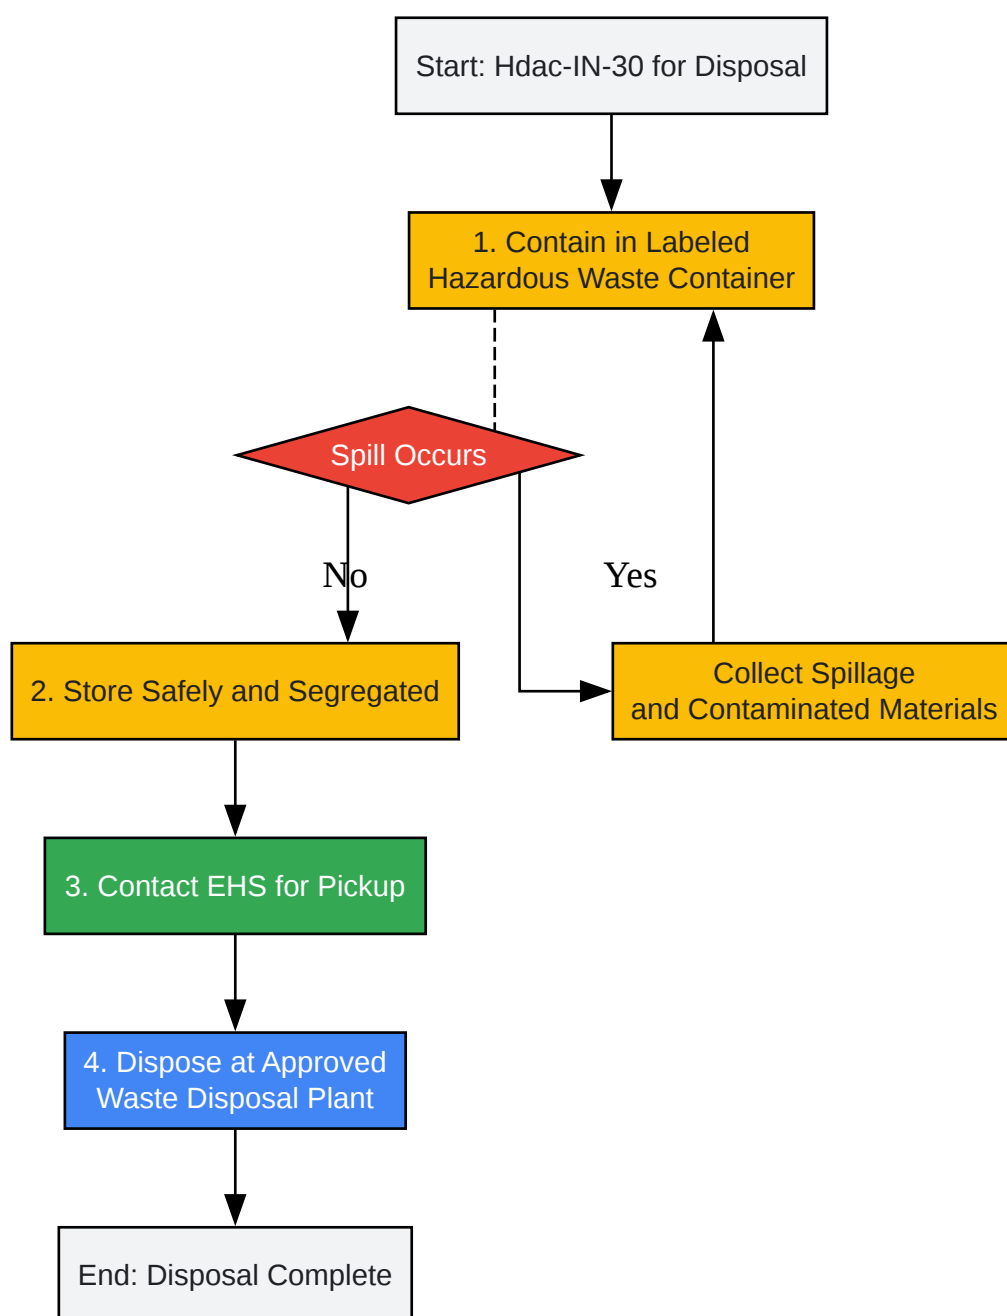 Start: Hdac-IN-30 for Disposal
1. Contain in Labeled
Hazardous Waste Container
Spill Occurs
No
Yes
2. Store Safely and Segregated
Collect Spillage
and Contaminated Materials
3. Contact EHS for Pickup
4. Dispose at Approved
Waste Disposal Plant
End: Disposal Complete